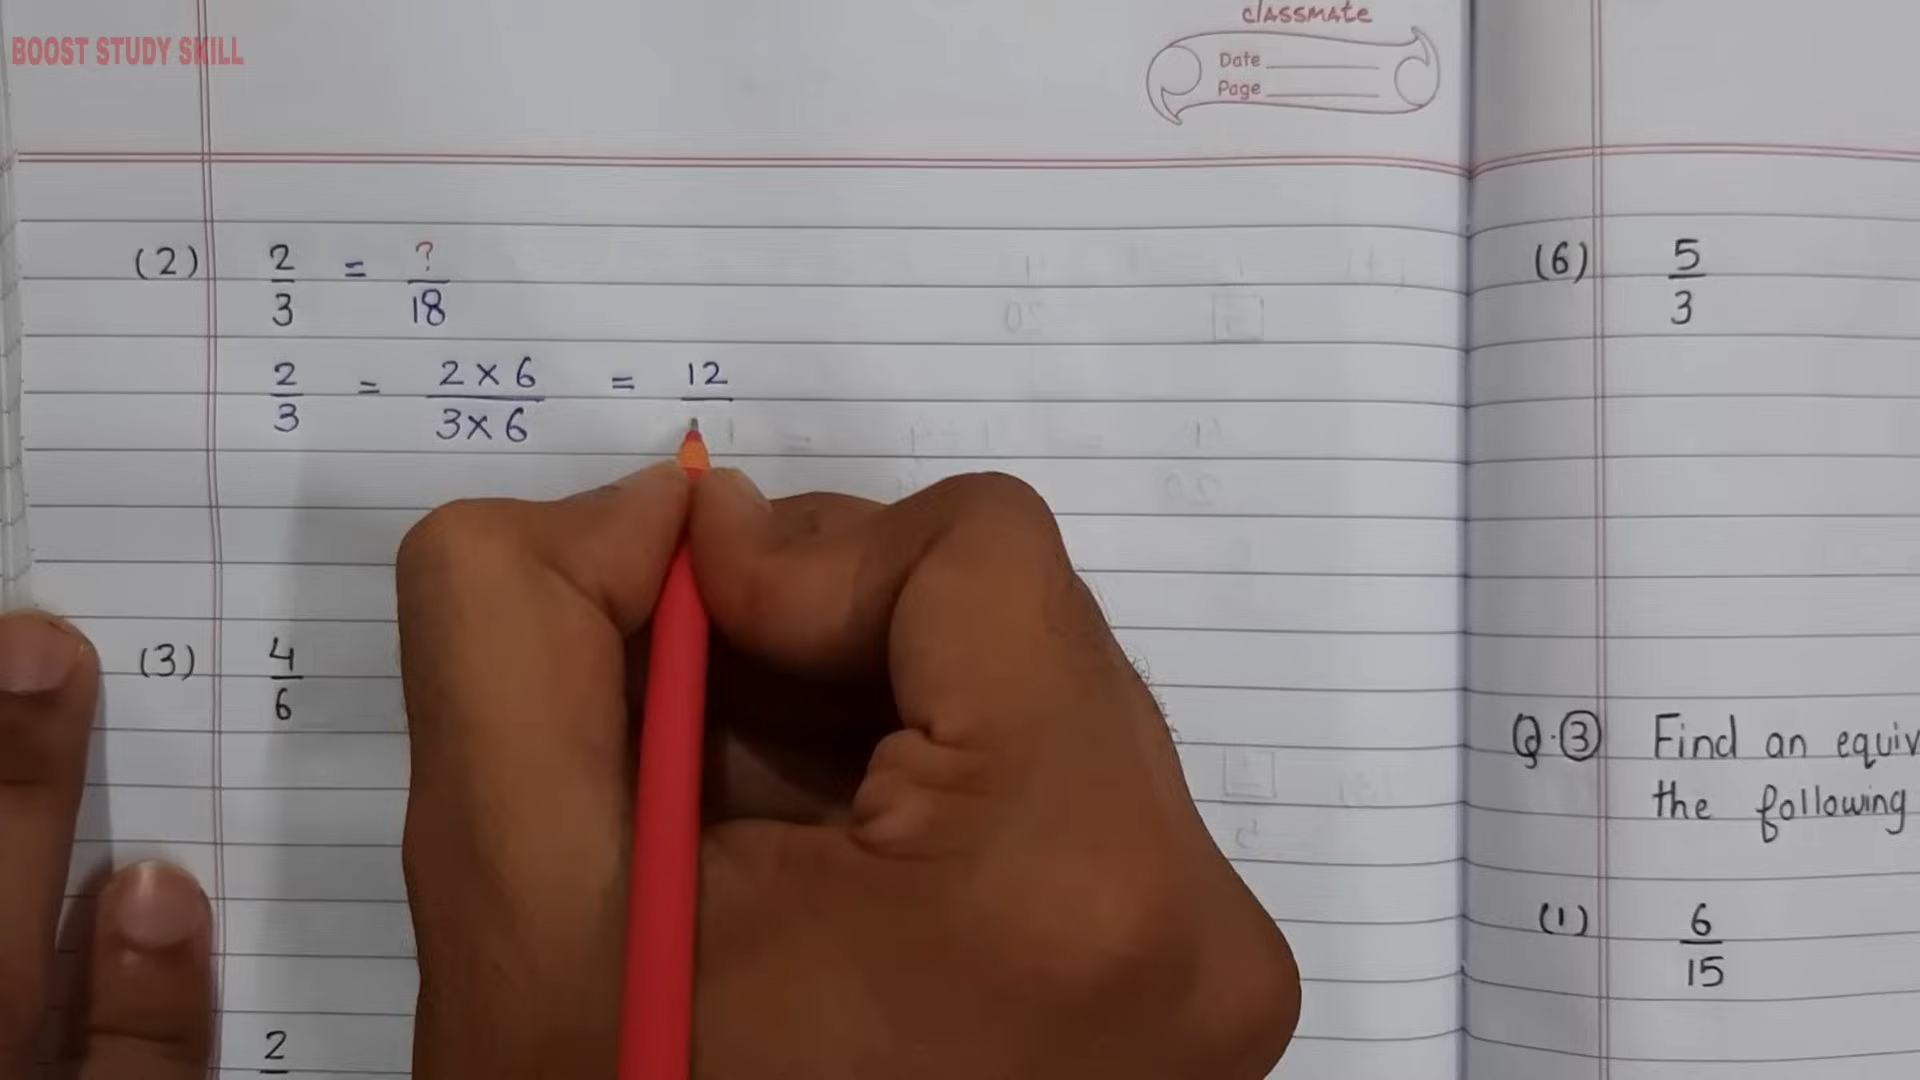 BOOST STUDY SKILL
classmate
Date
Page
(2) 2/3 = ?/18
2/3 = 2 × 6 / 3 × 6 = 12/
(3) 4/6
2
(6) 5/3
Q.③ Find an equiv
the following
(1) 6/15